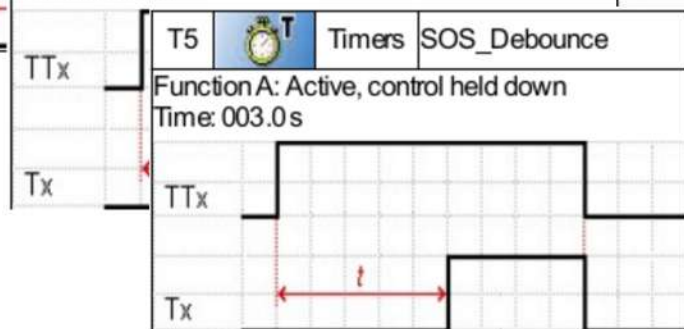 TTx
Tx
T5 T Timers SOS_Debounce
Function A: Active, control held down
Time: 003.0 s
TTx
t
Tx